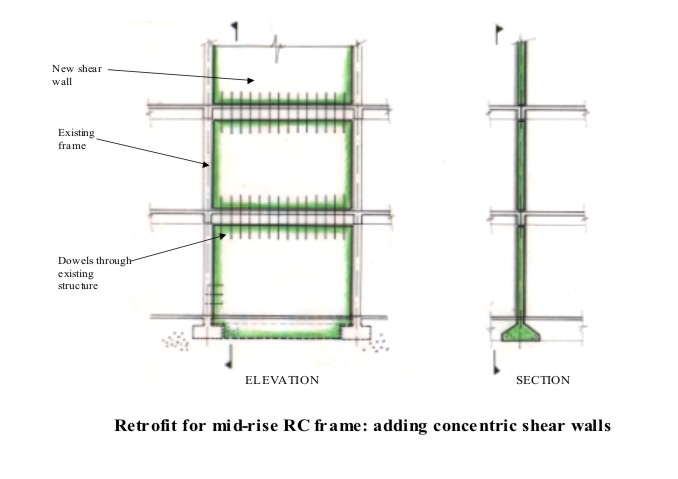 New shear
wall
Existing
frame
Dowels through
existing
structure
ELEVATION
SECTION
Retrofit for mid-rise RC frame: adding concentric shear walls